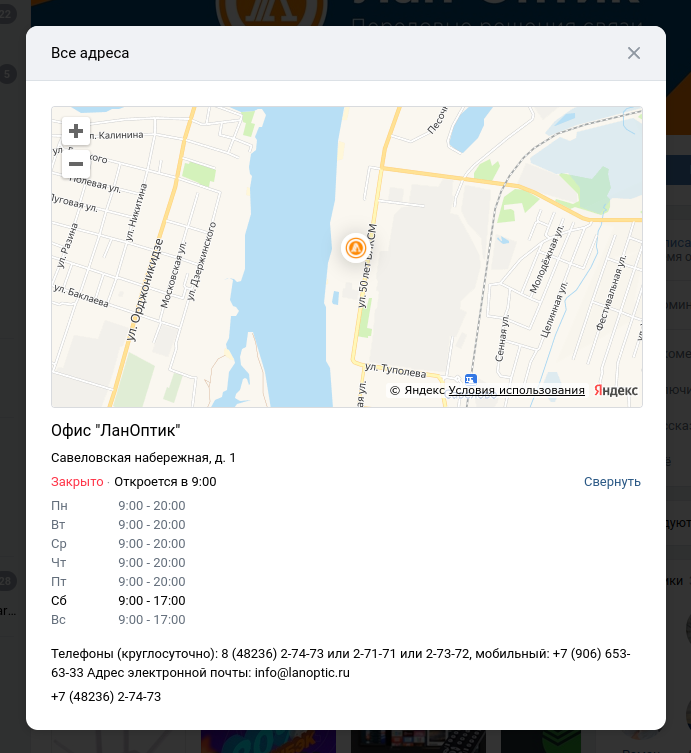 22
5
Все адреса
л. Калинина
Полевая ул.
Луговая ул.
ул. Разина
ул. Никитина
ул. Баклаева
ул. Орджоникидзе
Московская ул.
ул. Дзержинского
ул. 50 лет ВЛКСМ
ул. Туполева
Молодёжная ул.
Целинная ул.
Сенная ул.
Фестивальная ул.
© Яндекс Условия использования
Яндекс
Офис "ЛанОптик"
Савеловская набережная, д. 1
Закрыто · Откроется в 9:00
Свернуть
Пн 9:00 - 20:00
Вт 9:00 - 20:00
Ср 9:00 - 20:00
Чт 9:00 - 20:00
Пт 9:00 - 20:00
Сб 9:00 - 17:00
Вс 9:00 - 17:00
Телефоны (круглосуточно): 8 (48236) 2-74-73 или 2-71-71 или 2-73-72, мобильный: +7 (906) 653-
63-33 Адрес электронной почты: info@lanoptic.ru
+7 (48236) 2-74-73
28